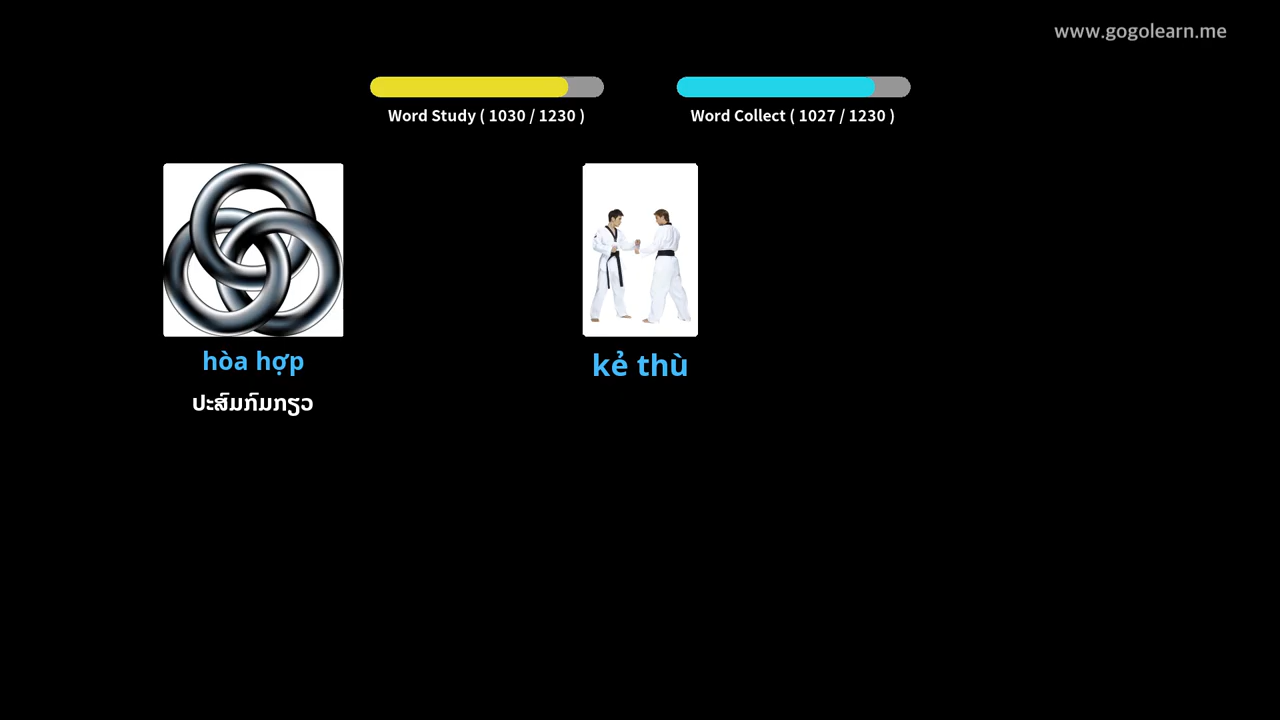 www.gogolearn.me
Word Study ( 1030 / 1230 )
Word Collect ( 1027 / 1230 )
hòa hợp
ປະສົມກົມກຽວ
kẻ thù